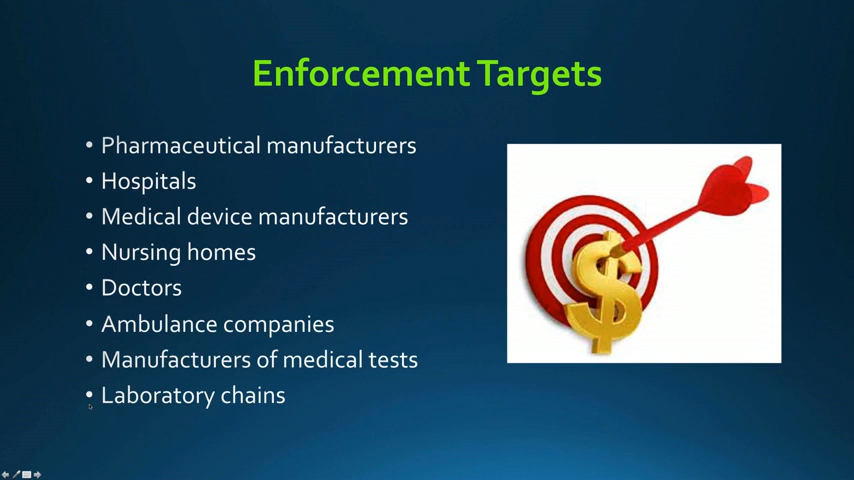 Enforcement Targets
• Pharmaceutical manufacturers
• Hospitals
• Medical device manufacturers
• Nursing homes
• Doctors
• Ambulance companies
• Manufacturers of medical tests
• Laboratory chains
$